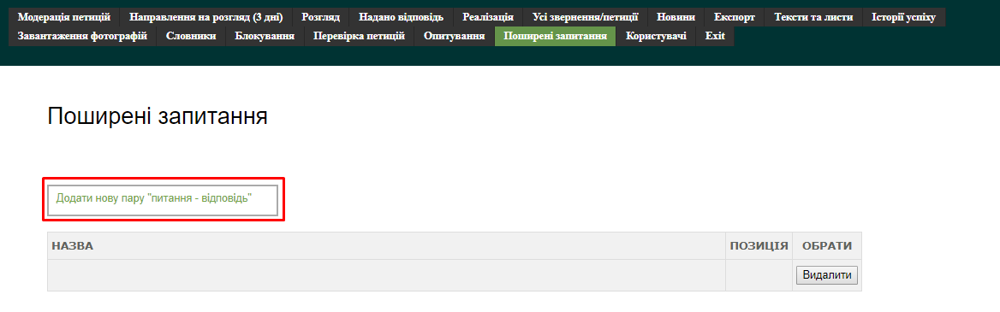 Модерація петицій Направлення на розгляд (3 дні) Розгляд Надано відповідь Реалізація Усі звернення/петиції Новини Експорт Тексти та листи Історії успіху
Завантаження фотографій Словники Блокування Перевірка петицій Опитування Поширені запитання Користувачі Exit
Поширені запитання
Додати нову пару "питання - відповідь"
НАЗВА ПОЗИЦІЯ ОБРАТИ
Видалити